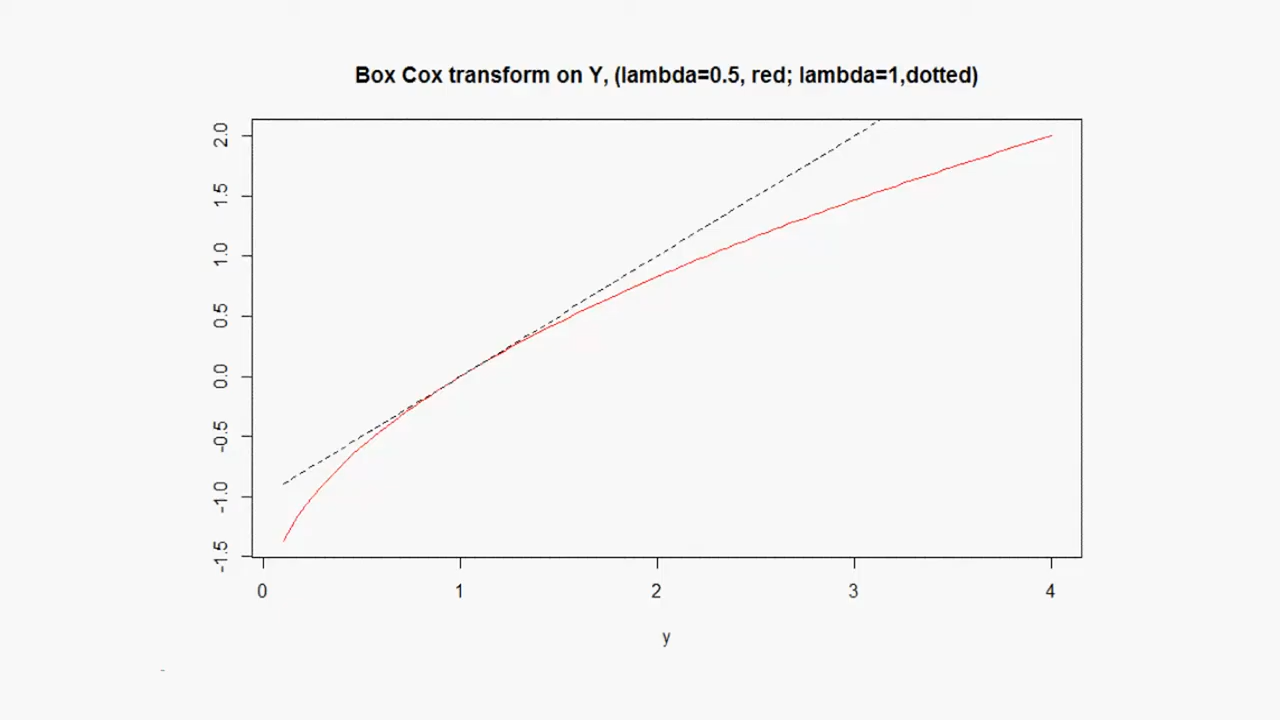 Box Cox transform on Y, (lambda=0.5, red; lambda=1,dotted)
2.0
1.5
1.0
0.5
0.0
-0.5
-1.0
-1.5
0 1 2 3 4
y